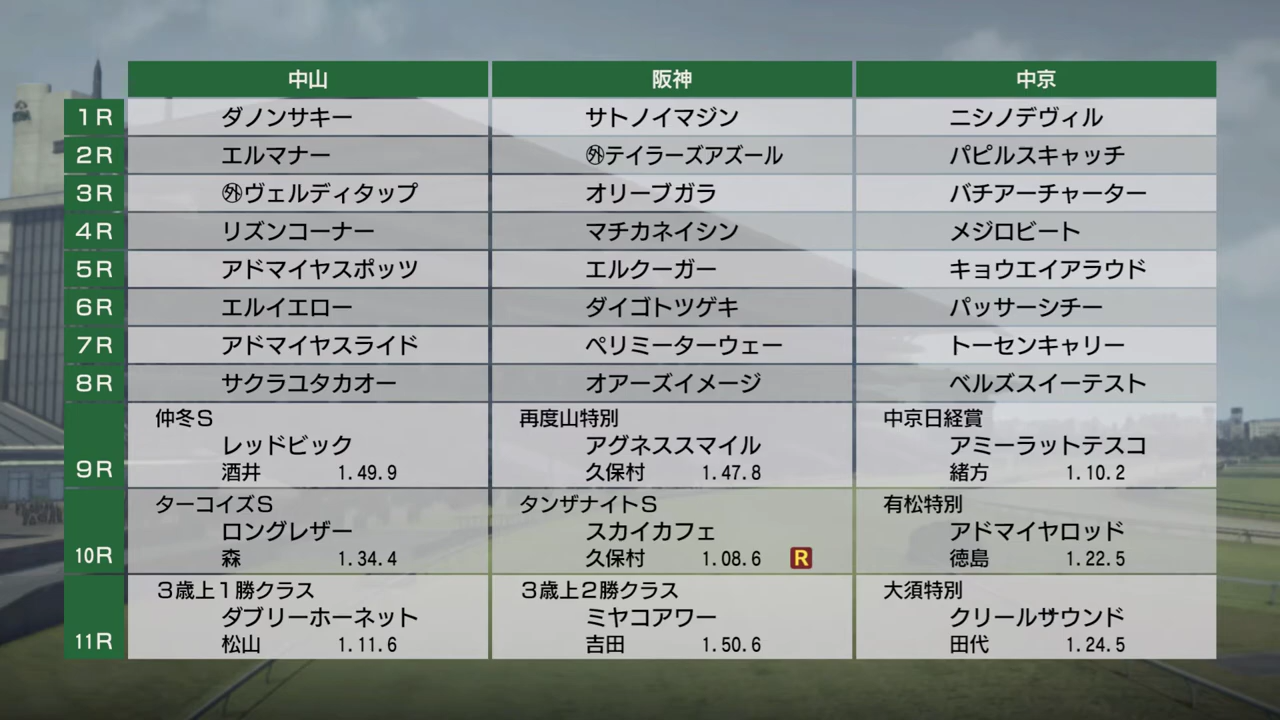 中山 阪神 中京
1R ダノンサキー サトノイマジン ニシノデヴィル
2R エルマナー ㊕テイラーズアズール パピルスキャッチ
3R 外ヴェルディタップ オリーブガラ バチアーチャーター
4R リズンコーナー マチカネイシン メジロビート
5R アドマイヤスポッツ エルクーガー キョウエイアラウド
6R エルイエロー ダイゴトツゲキ パッサーシチー
7R アドマイヤスライド ペリミーターウェー トーセンキャリー
8R サクラユタカオー オアーズイメージ ベルズスイーテスト
仲冬S 再度山特別 中京日経賞
レッドビック アグネススマイル アミーラットテスコ
9R 酒井 1.49.9 久保村 1.47.8 緒方 1.10.2
ターコイズS タンザナイトS 有松特別
ロングレザー スカイカフェ アドマイヤロッド
10R 森 1.34.4 久保村 1.08.6 R 徳島 1.22.5
3歳上1勝クラス 3歳上2勝クラス 大須特別
ダブリーホーネット ミヤコアワー クリールサウンド
11R 松山 1.11.6 吉田 1.50.6 田代 1.24.5